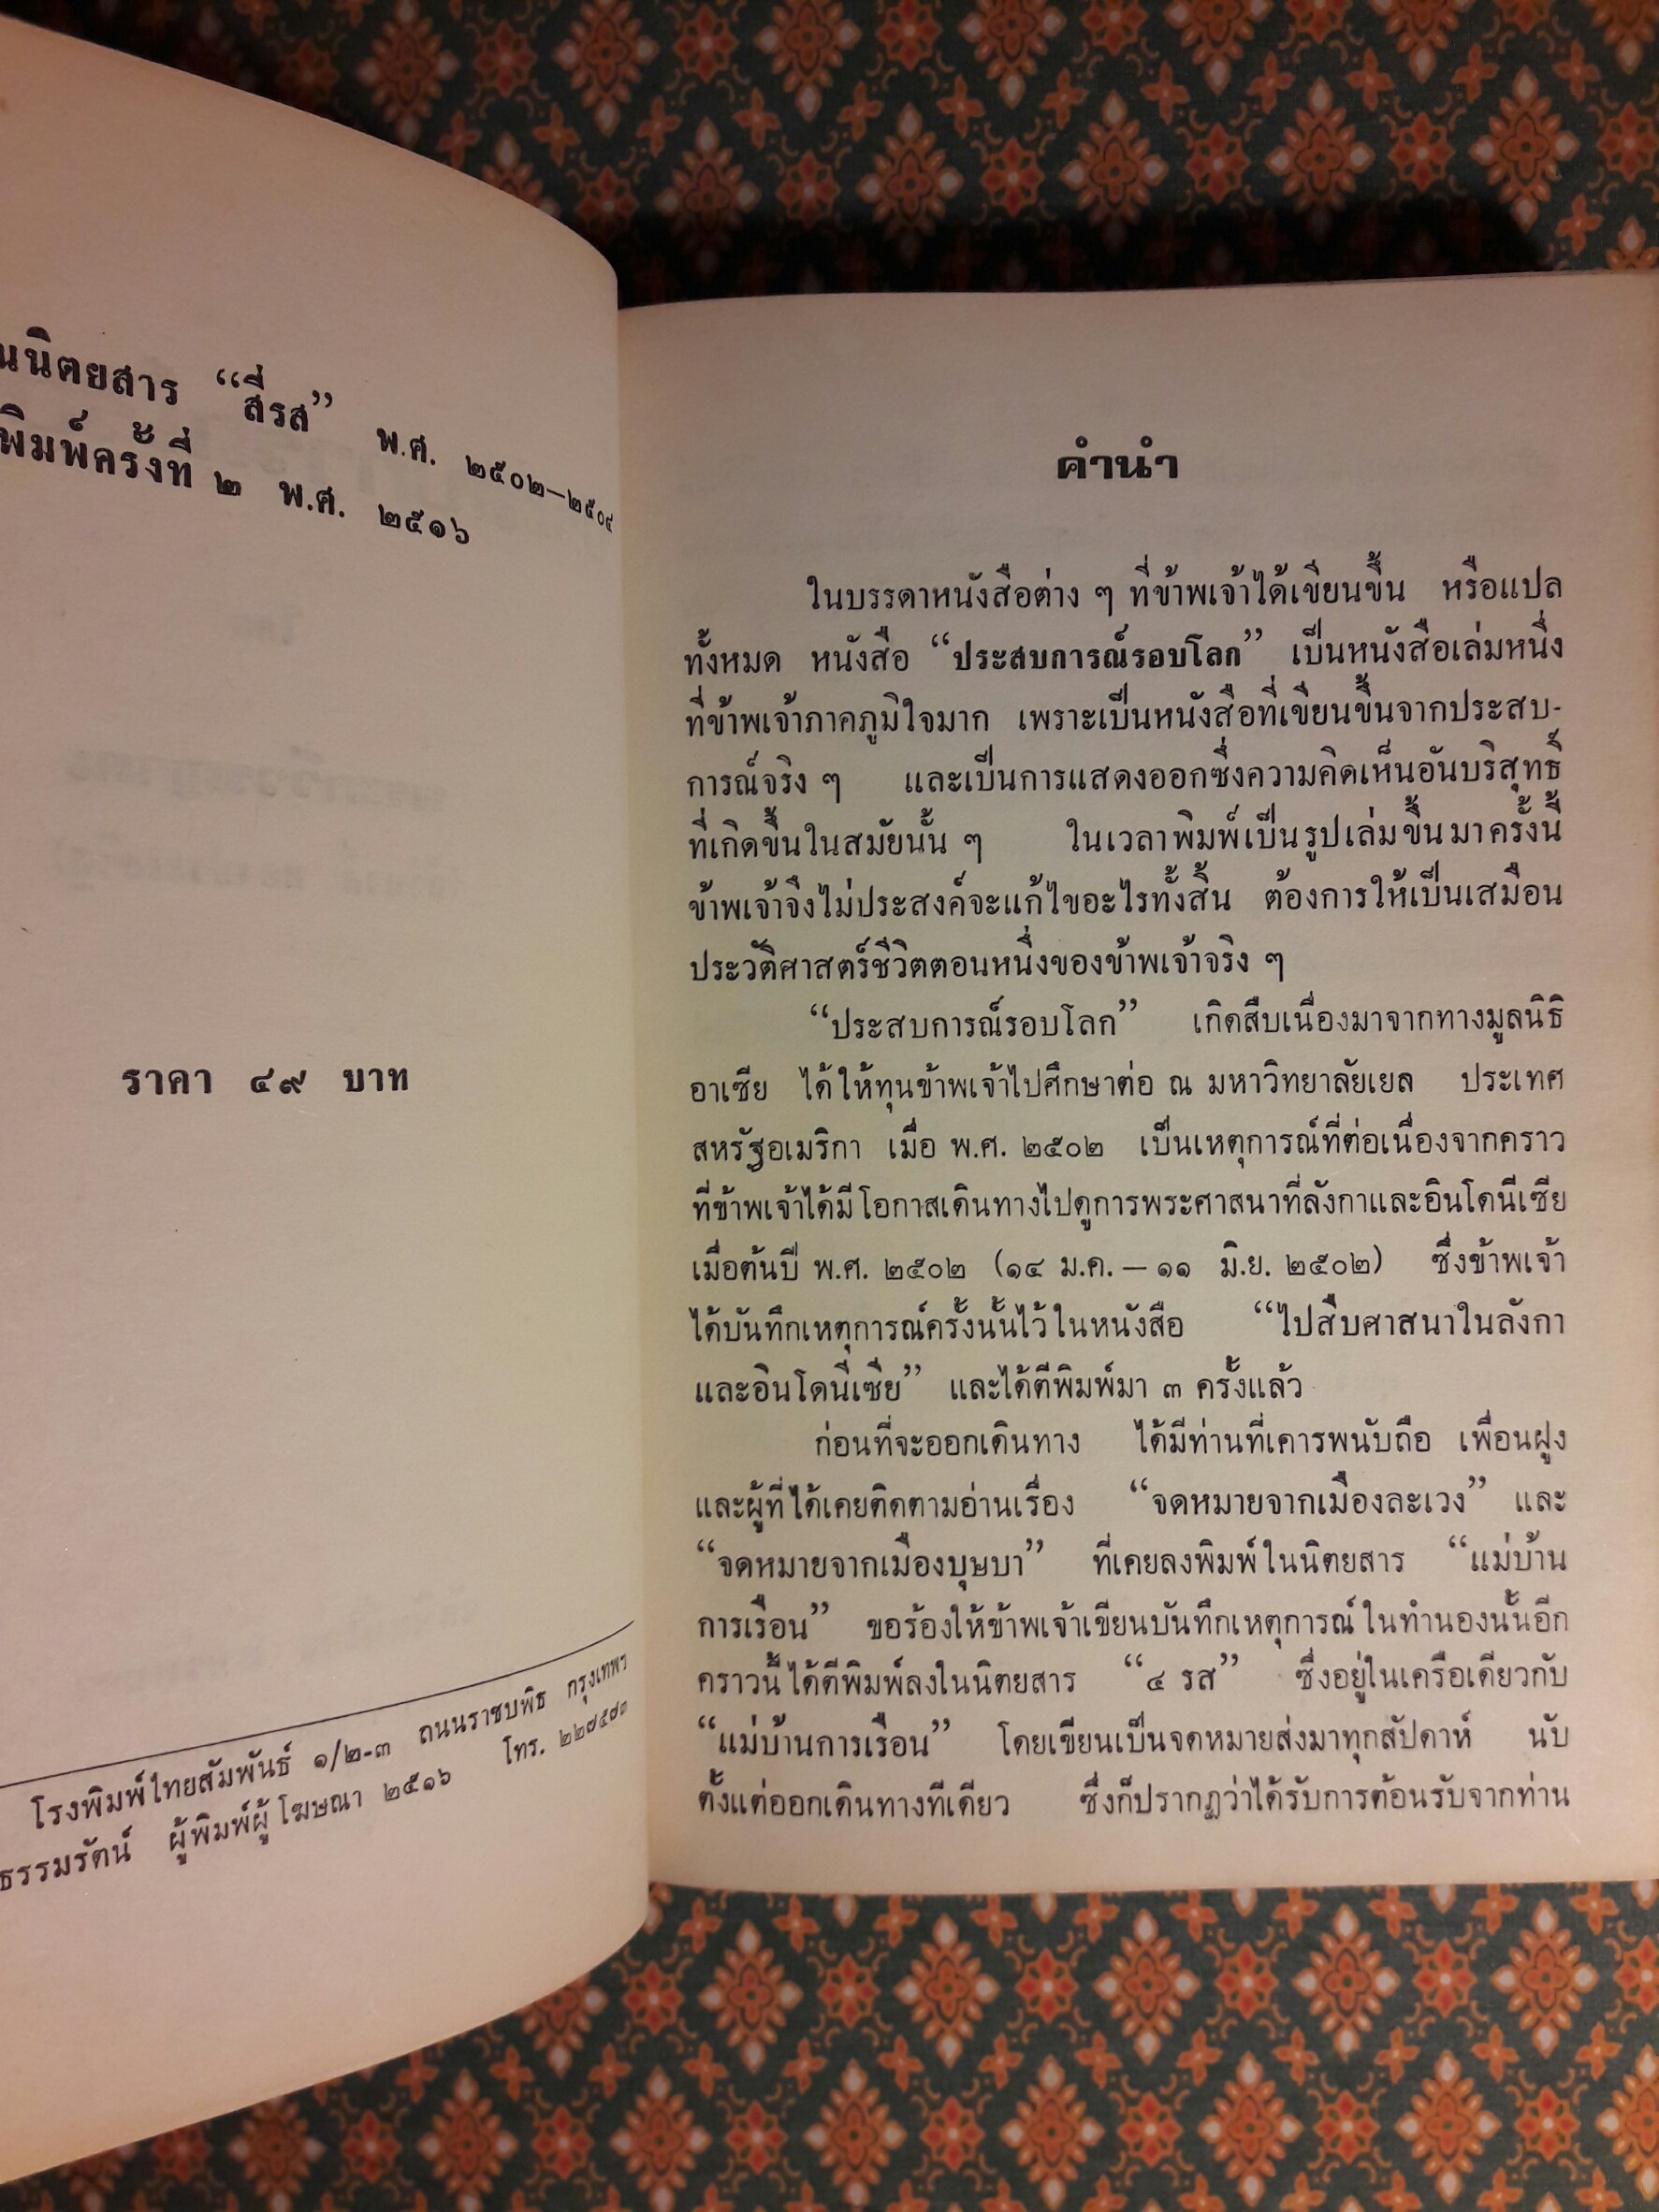 นนิตยสาร “สี่รส” พ.ศ. ๒๕๐๒—๒๕๐๔
พิมพ์ครั้งที่ ๒ พ.ศ. ๒๕๑๖
ราคา ๔๙ บาท
โรงพิมพ์ไทยสัมพันธ์ ๑/๒-๓ ถนนราชบพิธ กรุงเทพฯ
ธรรมรัตน์ ผู้พิมพ์ผู้โฆษณา ๒๕๑๖ โทร.
คำนำ
ในบรรดาหนังสือต่าง ๆ ที่ข้าพเจ้าได้เขียนขึ้น หรือแปล
ทั้งหมด หนังสือ “ประสบการณ์รอบโลก” เป็นหนังสือเล่มหนึ่ง
ที่ข้าพเจ้าภาคภูมิใจมาก เพราะเป็นหนังสือที่เขียนขึ้นจากประสบ-
การณ์จริง ๆ และเป็นการแสดงออกซึ่งความคิดเห็นอันบริสุทธิ์
ที่เกิดขึ้นในสมัยนั้น ๆ ในเวลาพิมพ์เป็นรูปเล่มขึ้นมาครั้งนี้
ข้าพเจ้าจึงไม่ประสงค์จะแก้ไขอะไรทั้งสิ้น ต้องการให้เป็นเสมือน
ประวัติศาสตร์ชีวิตตอนหนึ่งของข้าพเจ้าจริง ๆ
“ประสบการณ์รอบโลก” เกิดสืบเนื่องมาจากทางมูลนิธิ
อาเซีย ได้ให้ทุนข้าพเจ้าไปศึกษาต่อ ณ มหาวิทยาลัยเยล ประเทศ
สหรัฐอเมริกา เมื่อ พ.ศ. ๒๕๐๒ เป็นเหตุการณ์ที่ต่อเนื่องจากคราว
ที่ข้าพเจ้าได้มีโอกาสเดินทางไปดูการพระศาสนาที่ลังกาและอินโดนีเซีย
เมื่อต้นปี พ.ศ. ๒๕๐๒ (๑๔ ม.ค. — ๑๑ มิ.ย. ๒๕๐๒) ซึ่งข้าพเจ้า
ได้บันทึกเหตุการณ์ครั้งนั้นไว้ในหนังสือ “ไปสืบศาสนาในลังกา
และอินโดนีเซีย” และได้ตีพิมพ์มา ๓ ครั้งแล้ว
ก่อนที่จะออกเดินทาง ได้มีท่านที่เคารพนับถือ เพื่อนฝูง
และผู้ที่ได้เคยติดตามอ่านเรื่อง “จดหมายจากเมืองละเวง” และ
“จดหมายจากเมืองบุษบา” ที่เคยลงพิมพ์ในนิตยสาร “แม่บ้าน
การเรือน” ขอร้องให้ข้าพเจ้าเขียนบันทึกเหตุการณ์ในทำนองนั้นอีก
คราวนี้ได้ตีพิมพ์ลงในนิตยสาร “๔ รส” ซึ่งอยู่ในเครือเดียวกับ
“แม่บ้านการเรือน” โดยเขียนเป็นจดหมายส่งมาทุกสัปดาห์ นับ
ตั้งแต่ออกเดินทางทีเดียว ซึ่งก็ปรากฏว่าได้รับการต้อนรับจากท่าน